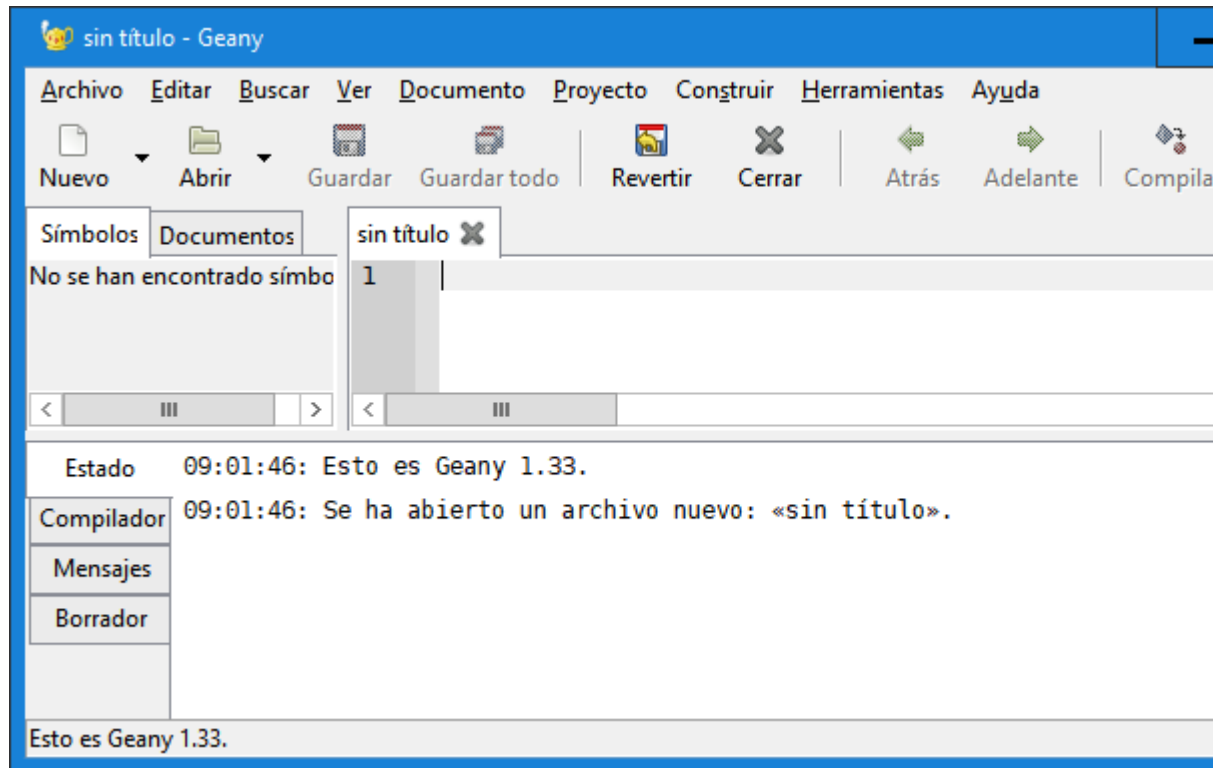 sin título - Geany
Archivo Editar Buscar Ver Documento Proyecto Construir Herramientas Ayuda
Nuevo Abrir Guardar Guardar todo Revertir Cerrar Atrás Adelante Compila
Símbolos Documentos sin título
No se han encontrado símbo 1
Estado 09:01:46: Esto es Geany 1.33.
Compilador 09:01:46: Se ha abierto un archivo nuevo: «sin título».
Mensajes
Borrador
Esto es Geany 1.33.